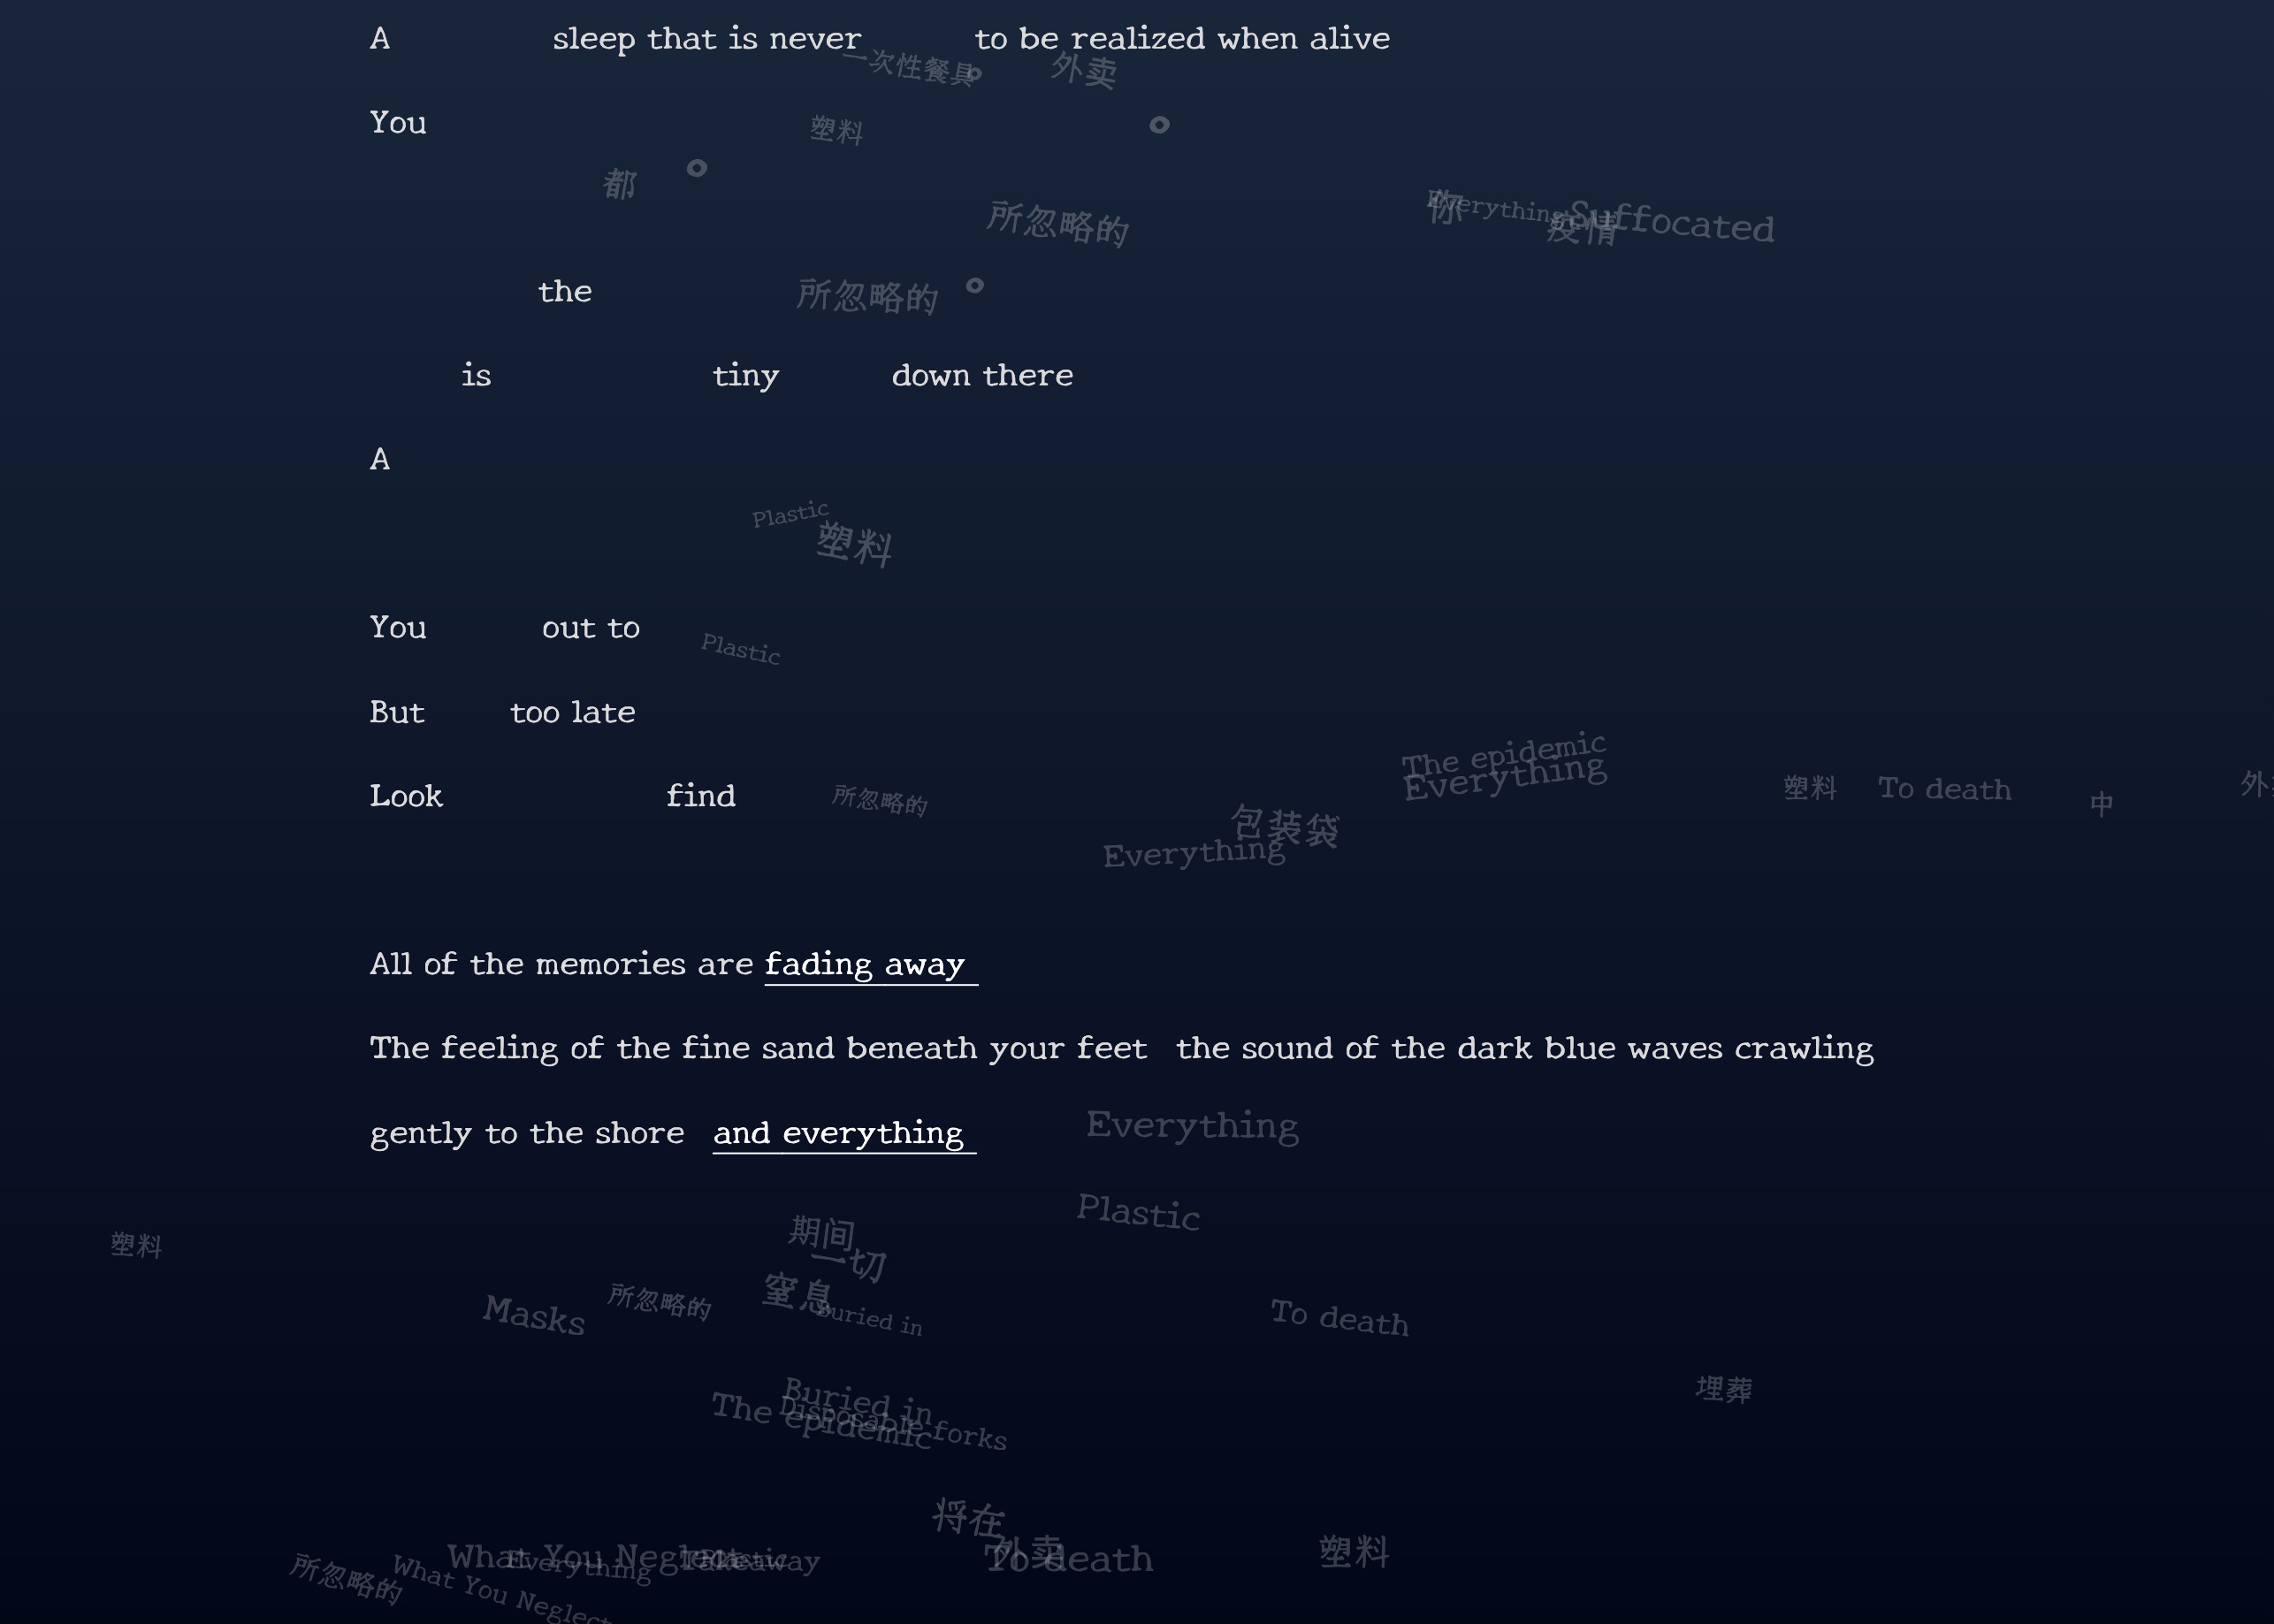 A sleep that is never to be realized when alive
一次性餐具
外卖
You
塑料
都
所忽略的
你
Everything
疫情
Suffocated
the
所忽略的
is tiny down there
A
Plastic
塑料
You out to
Plastic
But too late
The epidemic
Everything
Look find
所忽略的
包装袋
塑料
To death
中
Everything
All of the memories are fading away
The feeling of the fine sand beneath your feet the sound of the dark blue waves crawling
gently to the shore and everything
Everything
Plastic
塑料
期间
一切
窒息
Buried in
Masks
所忽略的
To death
Buried in
The epidemic
Disposable forks
埋葬
将在
What You Neglect
Everything
Takeaway
Plastic
外卖
To death
塑料
所忽略的
What You Neglect